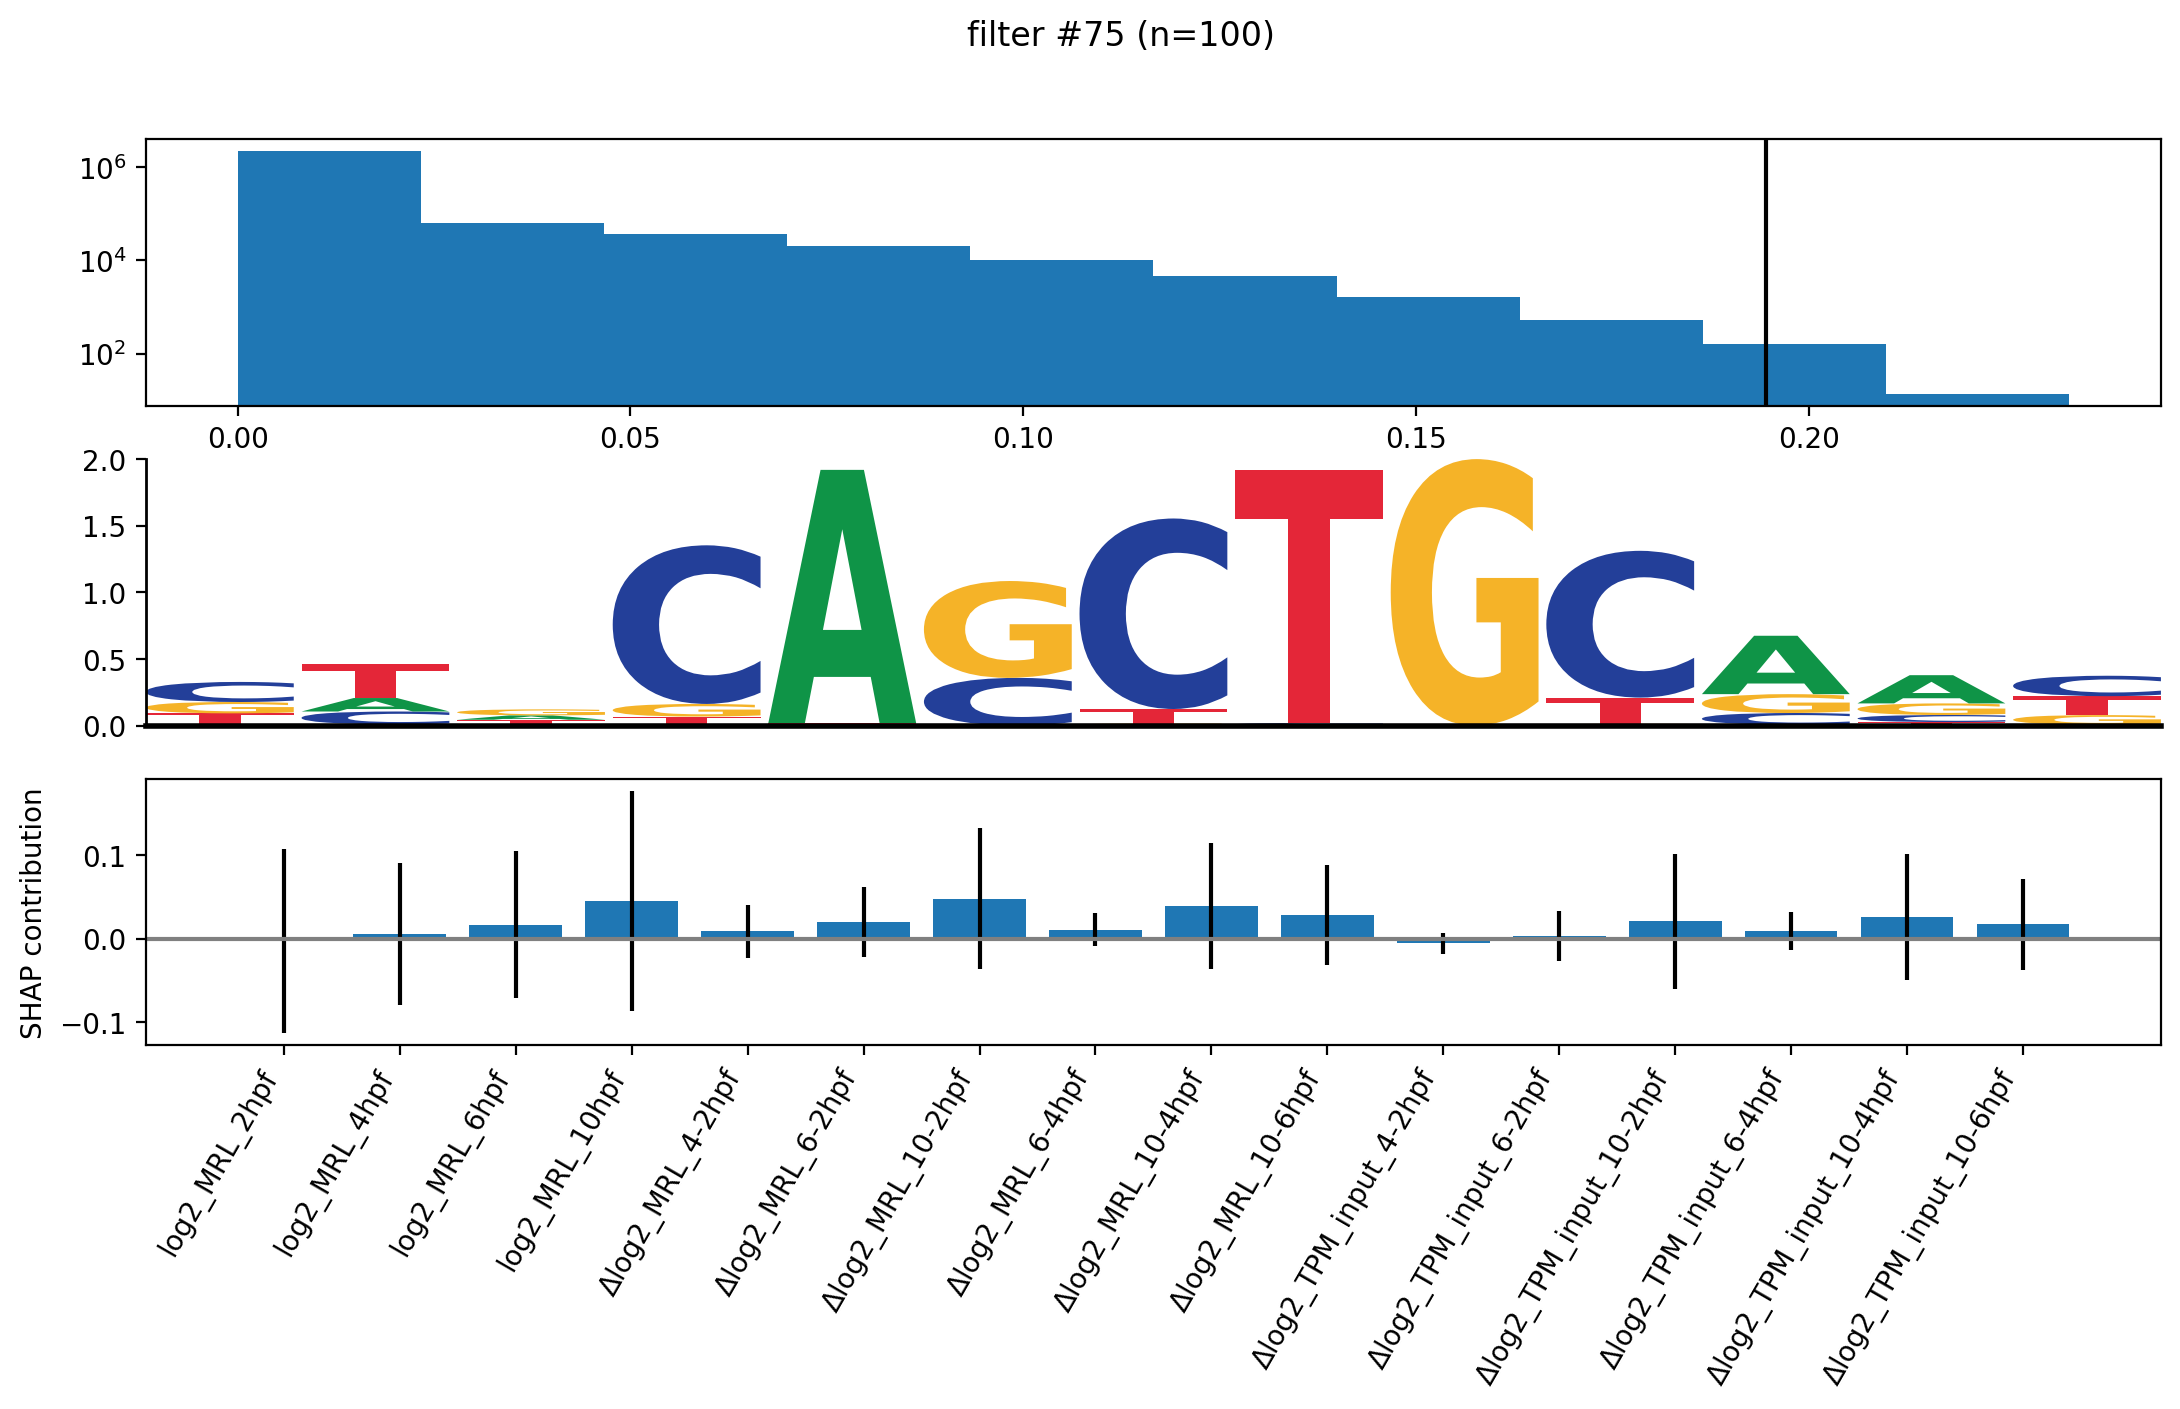 filter #75 (n=100)
10^6
10^4
10^2
0.00 0.05 0.10 0.15 0.20
2.0
1.5
1.0
0.5
0.0
SHAP contribution
0.1
0.0
−0.1
log2_MRL_2hpf
log2_MRL_4hpf
log2_MRL_6hpf
log2_MRL_10hpf
Δlog2_MRL_4-2hpf
Δlog2_MRL_6-2hpf
Δlog2_MRL_10-2hpf
Δlog2_MRL_6-4hpf
Δlog2_MRL_10-4hpf
Δlog2_MRL_10-6hpf
Δlog2_TPM_input_4-2hpf
Δlog2_TPM_input_6-2hpf
Δlog2_TPM_input_10-2hpf
Δlog2_TPM_input_6-4hpf
Δlog2_TPM_input_10-4hpf
Δlog2_TPM_input_10-6hpf